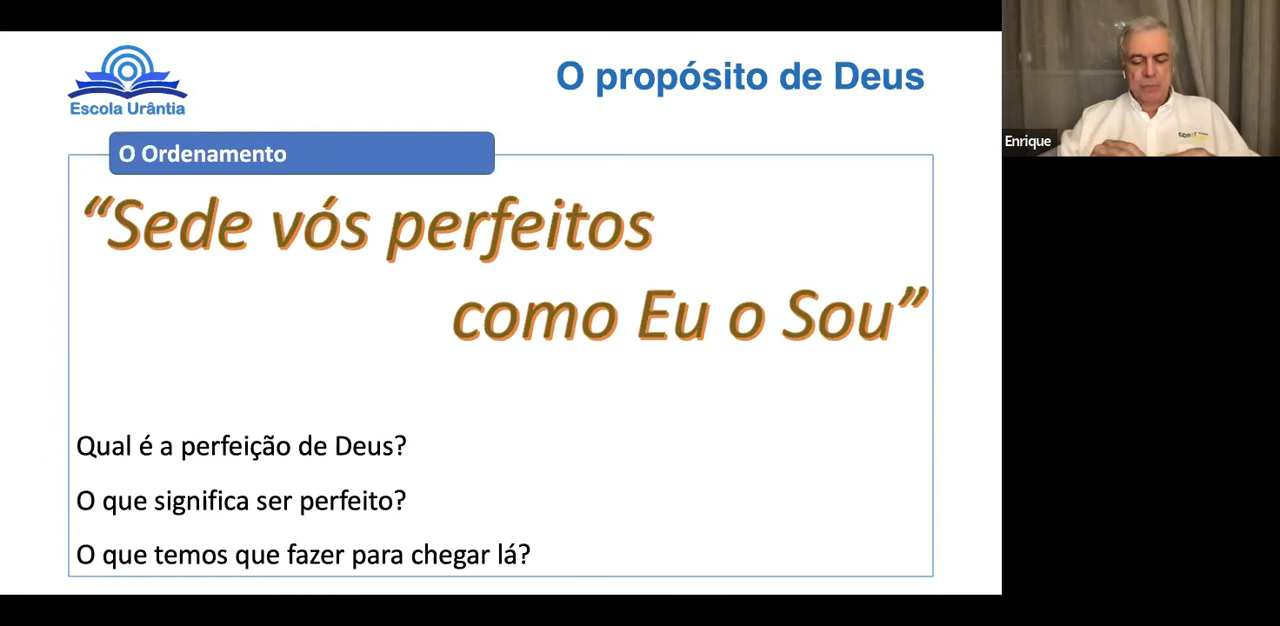 Escola Urântia
O propósito de Deus
O Ordenamento
“Sede vós perfeitos
como Eu o Sou”
Qual é a perfeição de Deus?
O que significa ser perfeito?
O que temos que fazer para chegar lá?
Enrique